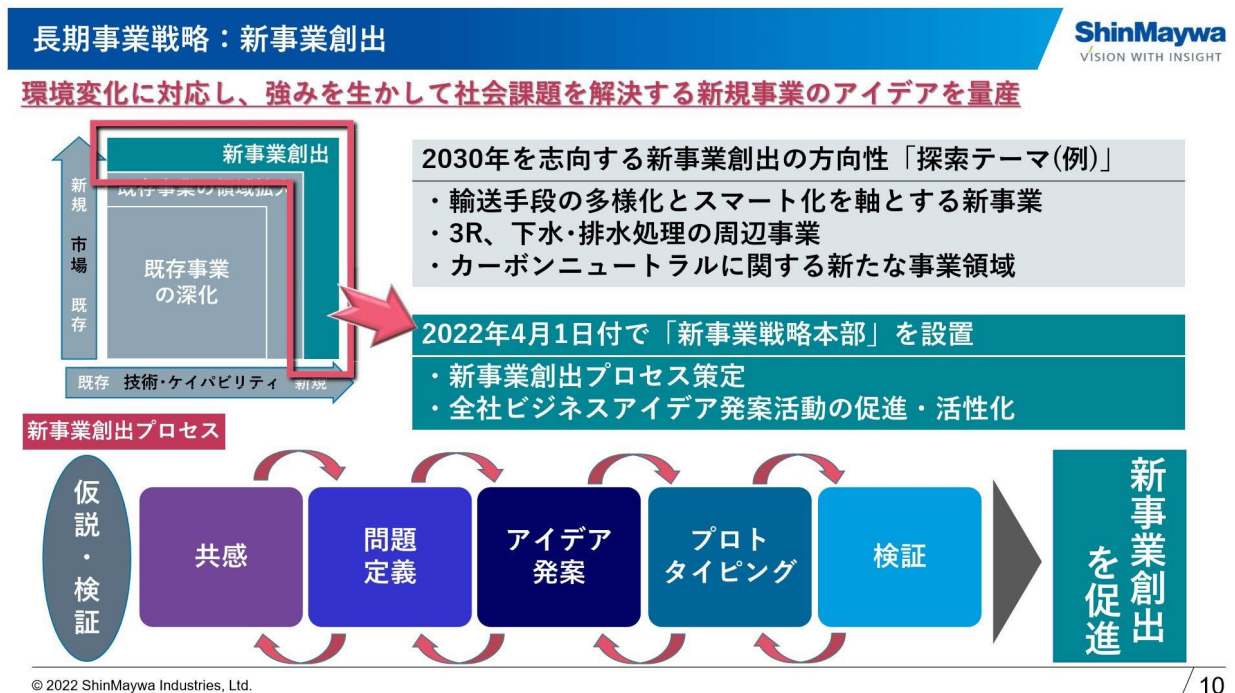 長期事業戦略：新事業創出
ShinMaywa
VISION WITH INSIGHT
環境変化に対応し、強みを生かして社会課題を解決する新規事業のアイデアを量産
新事業創出
既存事業の領域拡大
既存事業
の深化
新規 市場 既存
既存 技術・ケイパビリティ 新規
2030年を志向する新事業創出の方向性「探索テーマ(例)」
・輸送手段の多様化とスマート化を軸とする新事業
・3R、下水・排水処理の周辺事業
・カーボンニュートラルに関する新たな事業領域
2022年4月1日付で「新事業戦略本部」を設置
・新事業創出プロセス策定
・全社ビジネスアイデア発案活動の促進・活性化
新事業創出プロセス
仮説・検証
共感
問題
定義
アイデア
発案
プロト
タイピング
検証
新事業創出
を促進
© 2022 ShinMaywa Industries, Ltd.
10